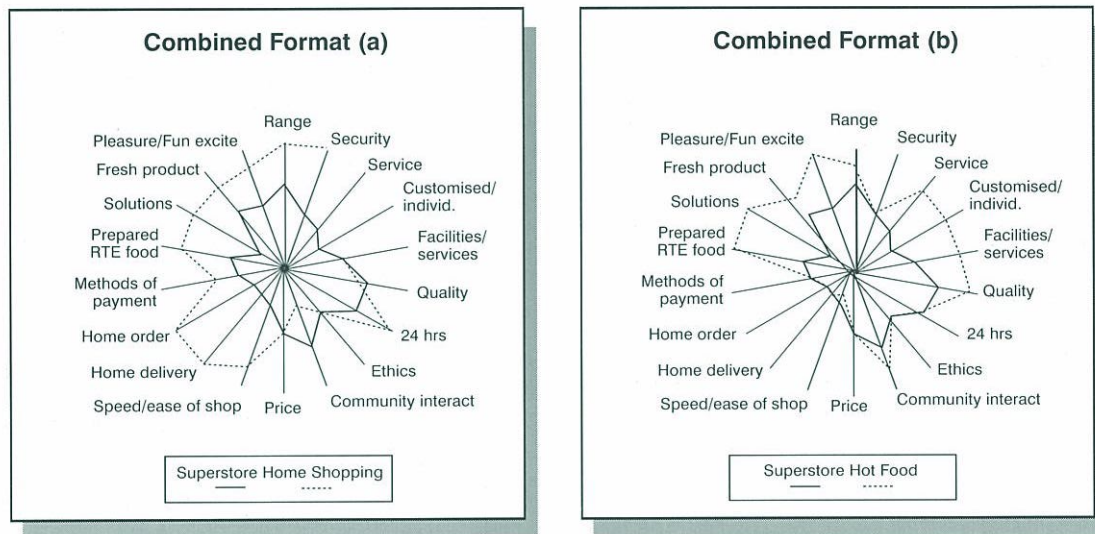 Combined Format (a)
Range
Pleasure/Fun excite
Security
Fresh product
Service
Solutions
Customised/
individ.
Prepared
RTE food
Facilities/
services
Methods of
payment
Quality
Home order
24 hrs
Home delivery
Ethics
Speed/ease of shop
Price
Community interact
Superstore Home Shopping
Combined Format (b)
Range
Pleasure/Fun excite
Security
Fresh product
Service
Solutions
Customised/
individ.
Prepared
RTE food
Facilities/
services
Methods of
payment
Quality
Home order
24 hrs
Home delivery
Ethics
Speed/ease of shop
Price
Community interact
Superstore Hot Food